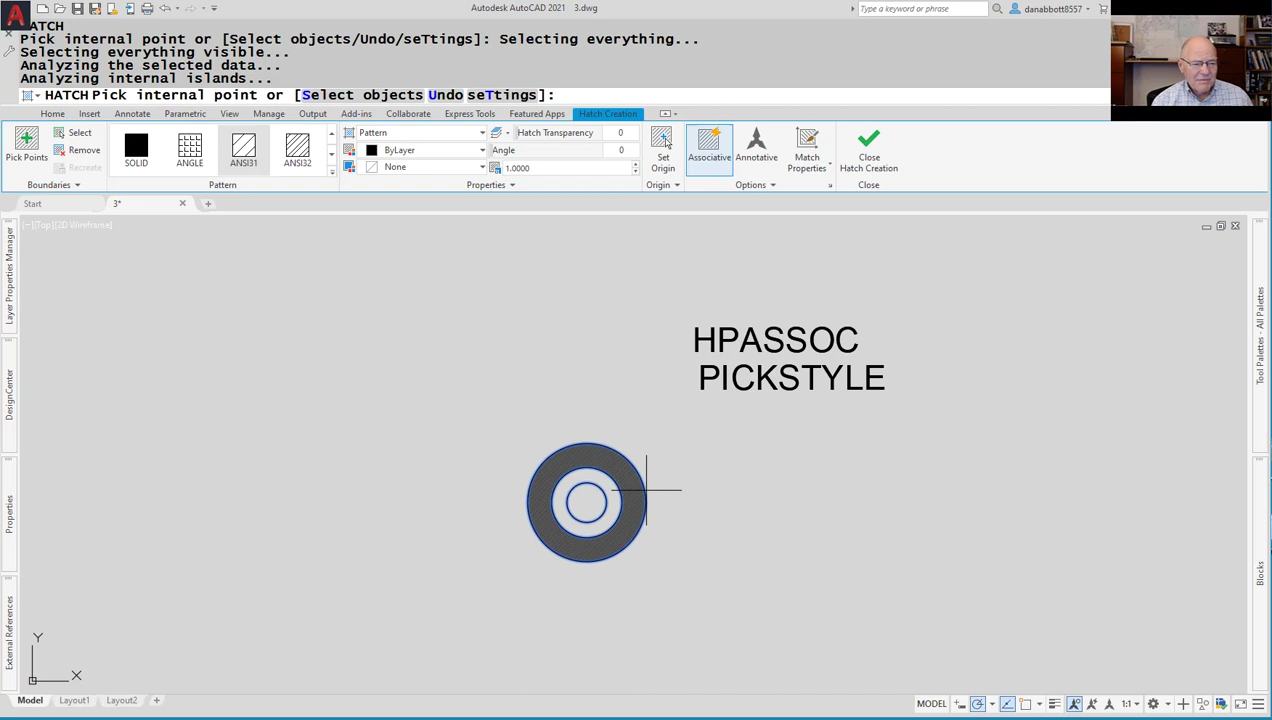 Autodesk AutoCAD 2021 3.dwg
Type a keyword or phrase
danabbott8557
HATCH
Pick internal point or [Select objects/Undo/seTtings]: Selecting everything...
Selecting everything visible...
Analyzing the selected data...
Analyzing internal islands...
HATCH Pick internal point or [Select objects Undo seTtings]:
Home Insert Annotate Parametric View Manage Output Add-ins Collaborate Express Tools Featured Apps Hatch Creation
Pick Points
Select
Remove
Recreate
Boundaries
SOLID ANGLE ANSI31 ANSI32
Pattern
Pattern
ByLayer
None
Hatch Transparency 0
Angle 0
1.0000
Properties
Set
Origin
Origin
Associative Annotative
Match
Properties
Options
Close
Hatch Creation
Close
Start 3*
[−][Top][2D Wireframe]
Layer Properties Manager
DesignCenter
Properties
External References
HPASSOC
PICKSTYLE
Tool Palettes - All Palettes
Blocks
Y
X
Model Layout1 Layout2
MODEL 1:1